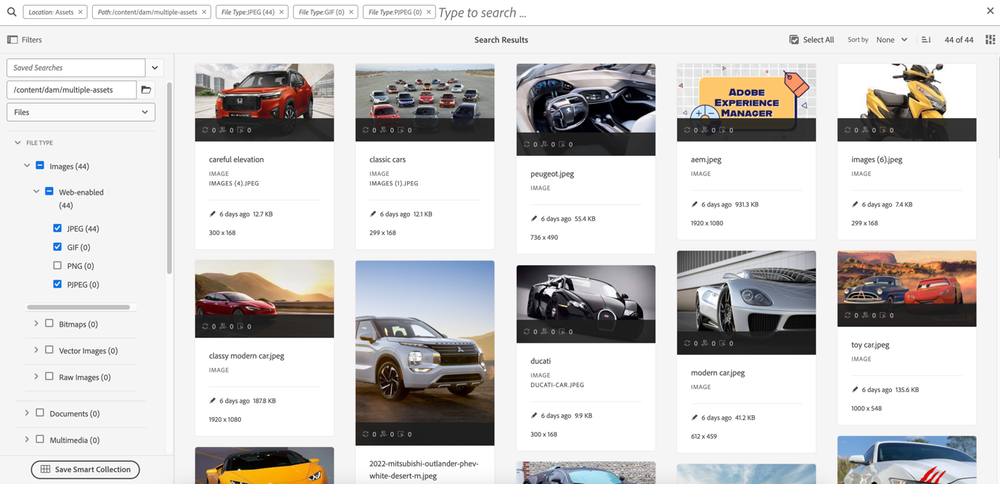 Location: Assets × Path:/content/dam/multiple-assets × File Type:JPEG (44) × File Type:GIF (0) × File Type:PJPEG (0) × Type to search ...
Filters
Search Results
Select All Sort by None 44 of 44
Saved Searches
/content/dam/multiple-assets
Files
FILE TYPE
Images (44)
Web-enabled
(44)
JPEG (44)
GIF (0)
PNG (0)
PJPEG (0)
Bitmaps (0)
Vector Images (0)
Raw Images (0)
Documents (0)
Multimedia (0)
Save Smart Collection
ELEVATE
0 0 0
careful elevation
IMAGE
IMAGES (4).JPEG
6 days ago 12.7 KB
300 x 168
0 0 0
classic cars
IMAGE
IMAGES (1).JPEG
6 days ago 12.1 KB
299 x 168
0 0 0
peugeot.jpeg
IMAGE
6 days ago 55.4 KB
736 x 490
ADOBE
EXPERIENCE
MANAGER
0 0 0
aem.jpeg
IMAGE
6 days ago 931.3 KB
1920 x 1080
0 0 0
images (6).jpeg
IMAGE
6 days ago 7.4 KB
299 x 168
0 0 0
classy modern car.jpeg
IMAGE
6 days ago 187.8 KB
1920 x 1080
0 0 0
2022-mitsubishi-outlander-phev-
white-desert-m.jpeg
0 0 0
ducati
IMAGE
DUCATI-CAR.JPEG
6 days ago 9.9 KB
300 x 168
0 0 0
modern car.jpeg
IMAGE
6 days ago 41.2 KB
612 x 459
0 0 0
toy car.jpeg
IMAGE
6 days ago 135.6 KB
1000 x 548